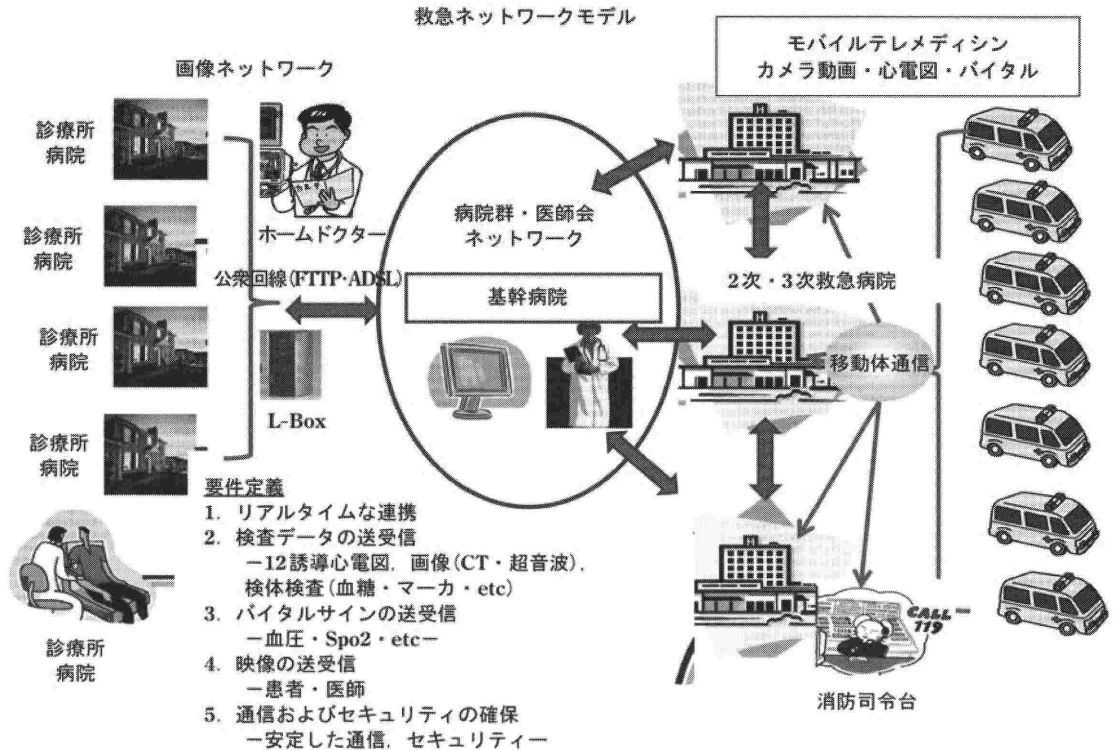 救急ネットワークモデル
モバイルテレメディシン
カメラ動画・心電図・バイタル
画像ネットワーク
診療所
病院
診療所
病院
診療所
病院
診療所
病院
ホームドクター
公衆回線(FTTP・ADSL)
L-Box
病院群・医師会
ネットワーク
基幹病院
2次・3次救急病院
移動体通信
CALL
119
消防司令台
診療所
病院
要件定義
1. リアルタイムな連携
2. 検査データの送受信
−12誘導心電図, 画像(CT・超音波),
検体検査(血糖・マーカ・etc)
3. バイタルサインの送受信
−血圧・Spo2・etc−
4. 映像の送受信
−患者・医師
5. 通信およびセキュリティの確保
−安定した通信, セキュリティー